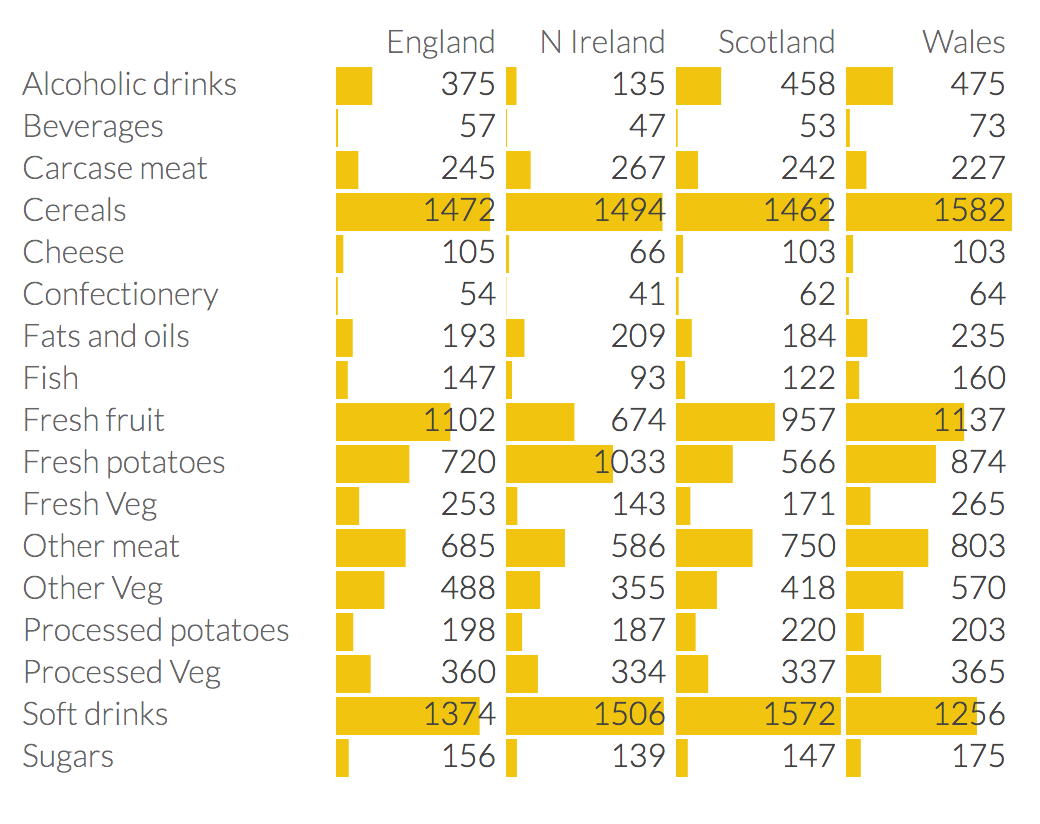 England N Ireland Scotland Wales
Alcoholic drinks 375 135 458 475
Beverages 57 47 53 73
Carcase meat 245 267 242 227
Cereals 1472 1494 1462 1582
Cheese 105 66 103 103
Confectionery 54 41 62 64
Fats and oils 193 209 184 235
Fish 147 93 122 160
Fresh fruit 1102 674 957 1137
Fresh potatoes 720 1033 566 874
Fresh Veg 253 143 171 265
Other meat 685 586 750 803
Other Veg 488 355 418 570
Processed potatoes 198 187 220 203
Processed Veg 360 334 337 365
Soft drinks 1374 1506 1572 1256
Sugars 156 139 147 175